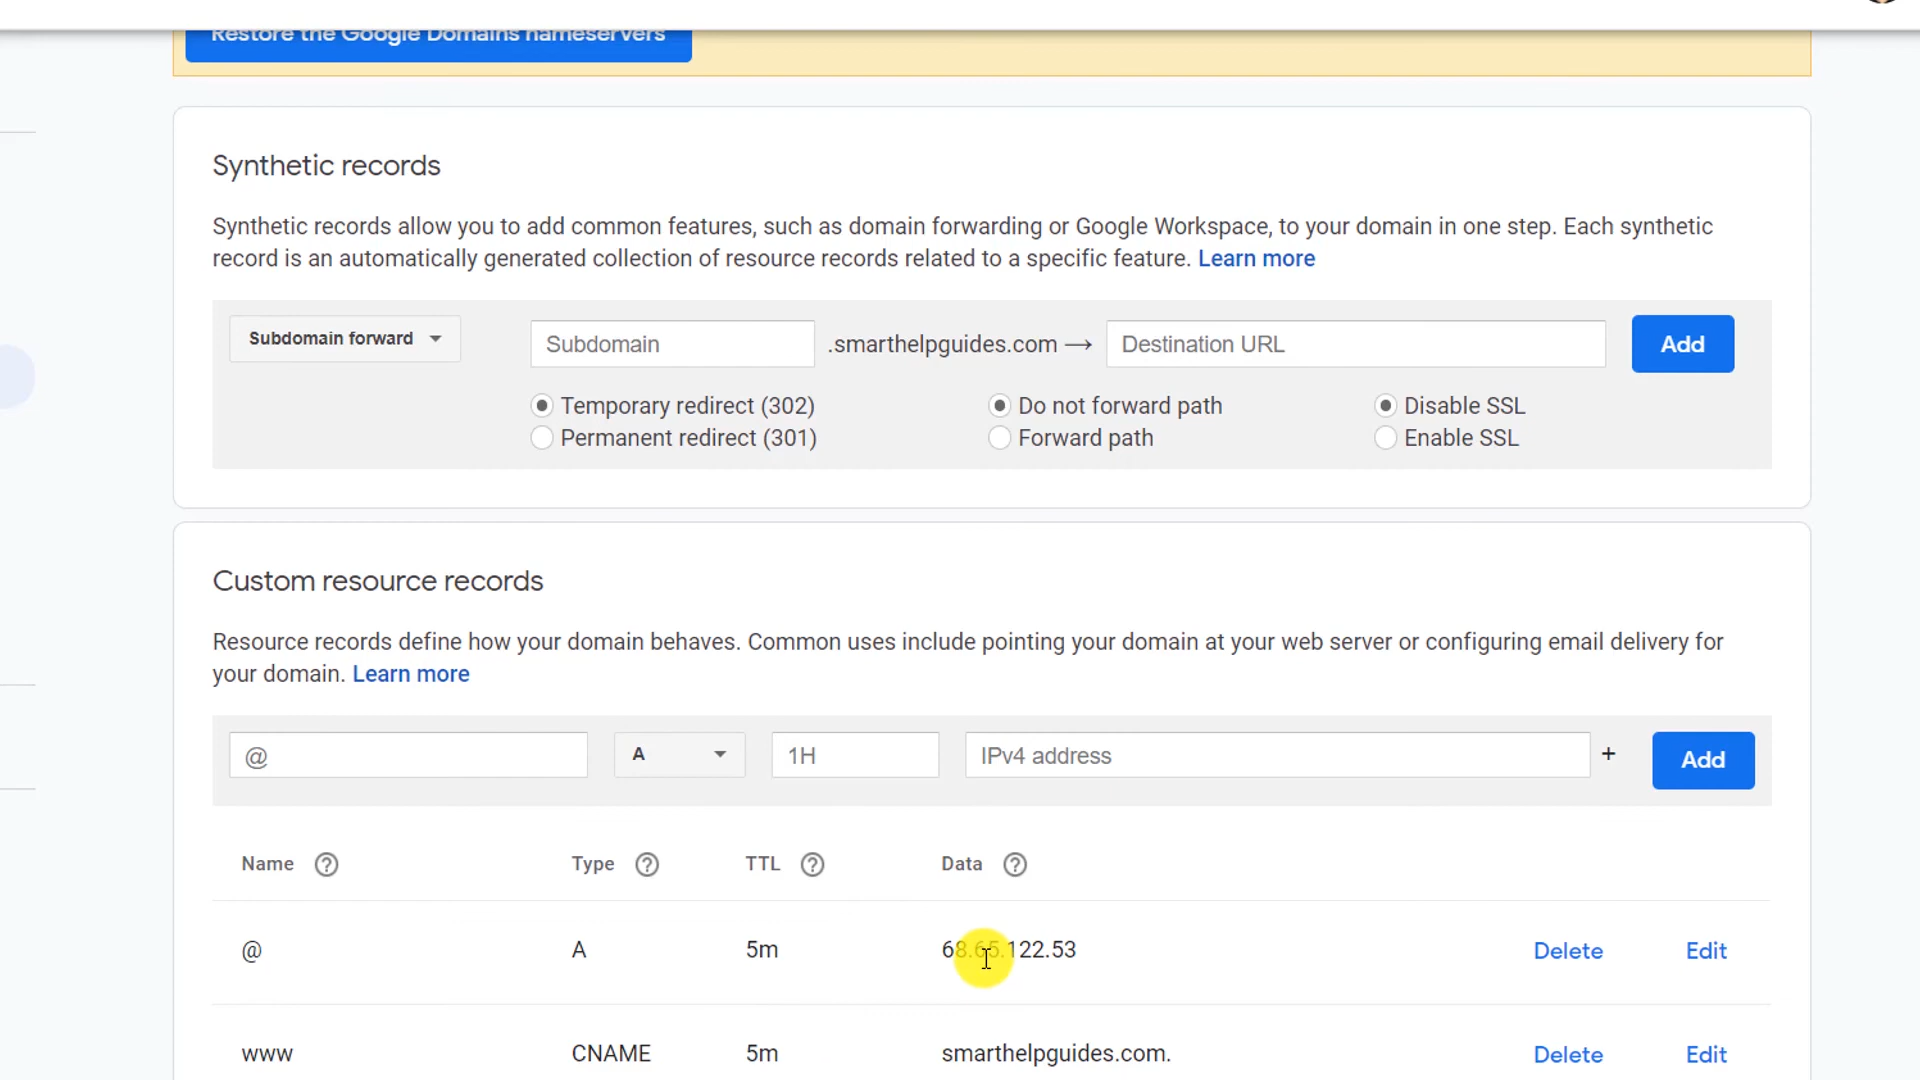 Restore the Google Domains nameservers
Synthetic records
Synthetic records allow you to add common features, such as domain forwarding or Google Workspace, to your domain in one step. Each synthetic
record is an automatically generated collection of resource records related to a specific feature. Learn more
Subdomain forward Subdomain .smarthelpguides.com → Destination URL Add
Temporary redirect (302) Do not forward path Disable SSL
Permanent redirect (301) Forward path Enable SSL
Custom resource records
Resource records define how your domain behaves. Common uses include pointing your domain at your web server or configuring email delivery for
your domain. Learn more
@ A 1H IPv4 address + Add
Name ? Type ? TTL ? Data ?
@ A 5m 68.65.122.53 Delete Edit
www CNAME 5m smarthelpguides.com. Delete Edit